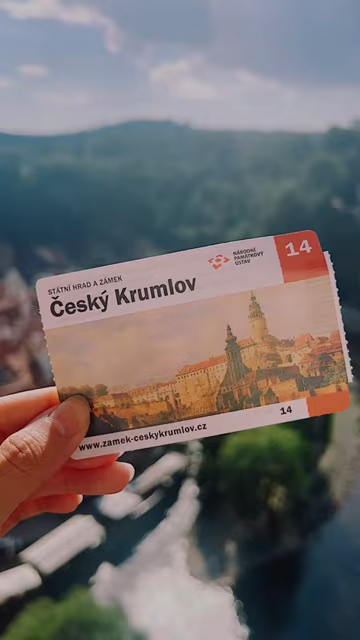 STÁTNÍ HRAD A ZÁMEK
Český Krumlov
NÁRODNÍ
PAMÁTKOVÝ
ÚSTAV
14
www.zamek-ceskykrumlov.cz
14